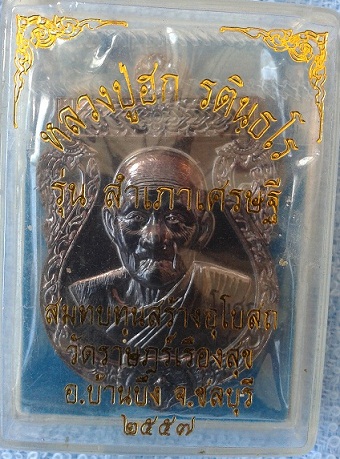 หลวงปู่ฮก รตินฺธโร
รุ่น สำเภาเศรษฐี
สมทบทุนสร้างอุโบสถ
วัดราษฎร์เรืองสุข
อ.บ้านบึง จ.ชลบุรี
๒๕๕๗